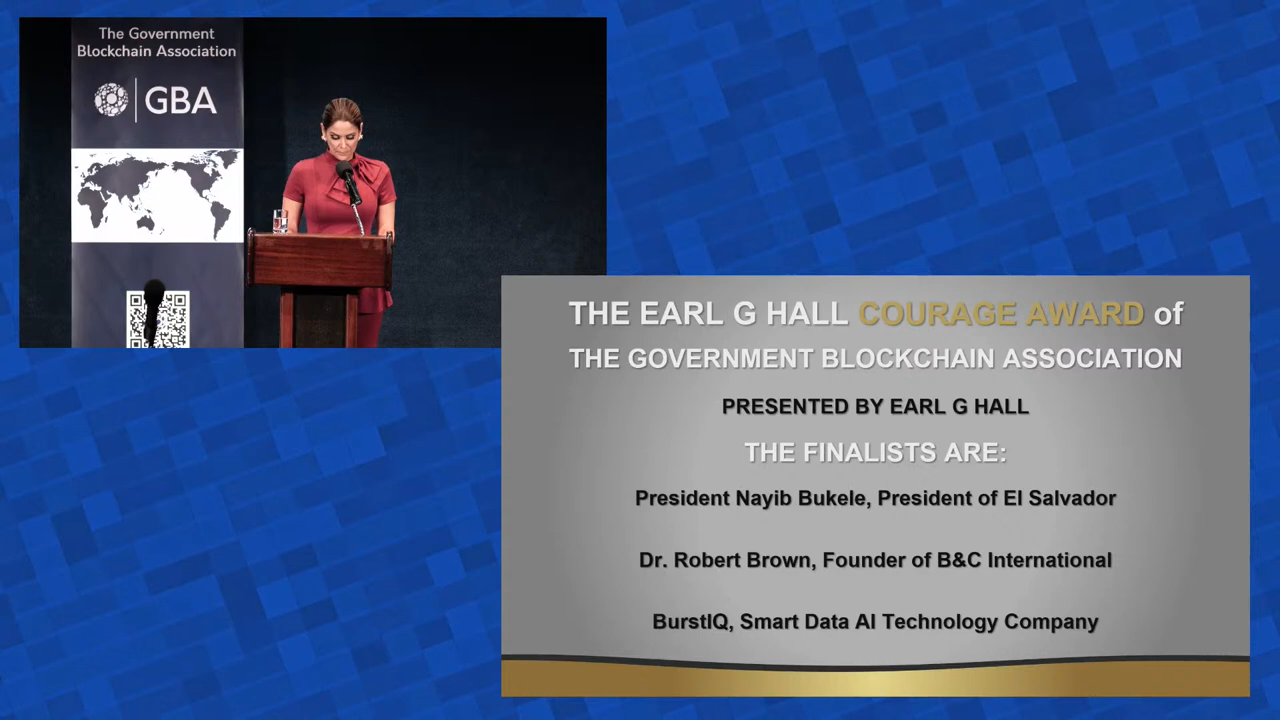 The Government
Blockchain Association
GBA
THE EARL G HALL COURAGE AWARD of
THE GOVERNMENT BLOCKCHAIN ASSOCIATION
PRESENTED BY EARL G HALL
THE FINALISTS ARE:
President Nayib Bukele, President of El Salvador
Dr. Robert Brown, Founder of B&C International
BurstIQ, Smart Data AI Technology Company